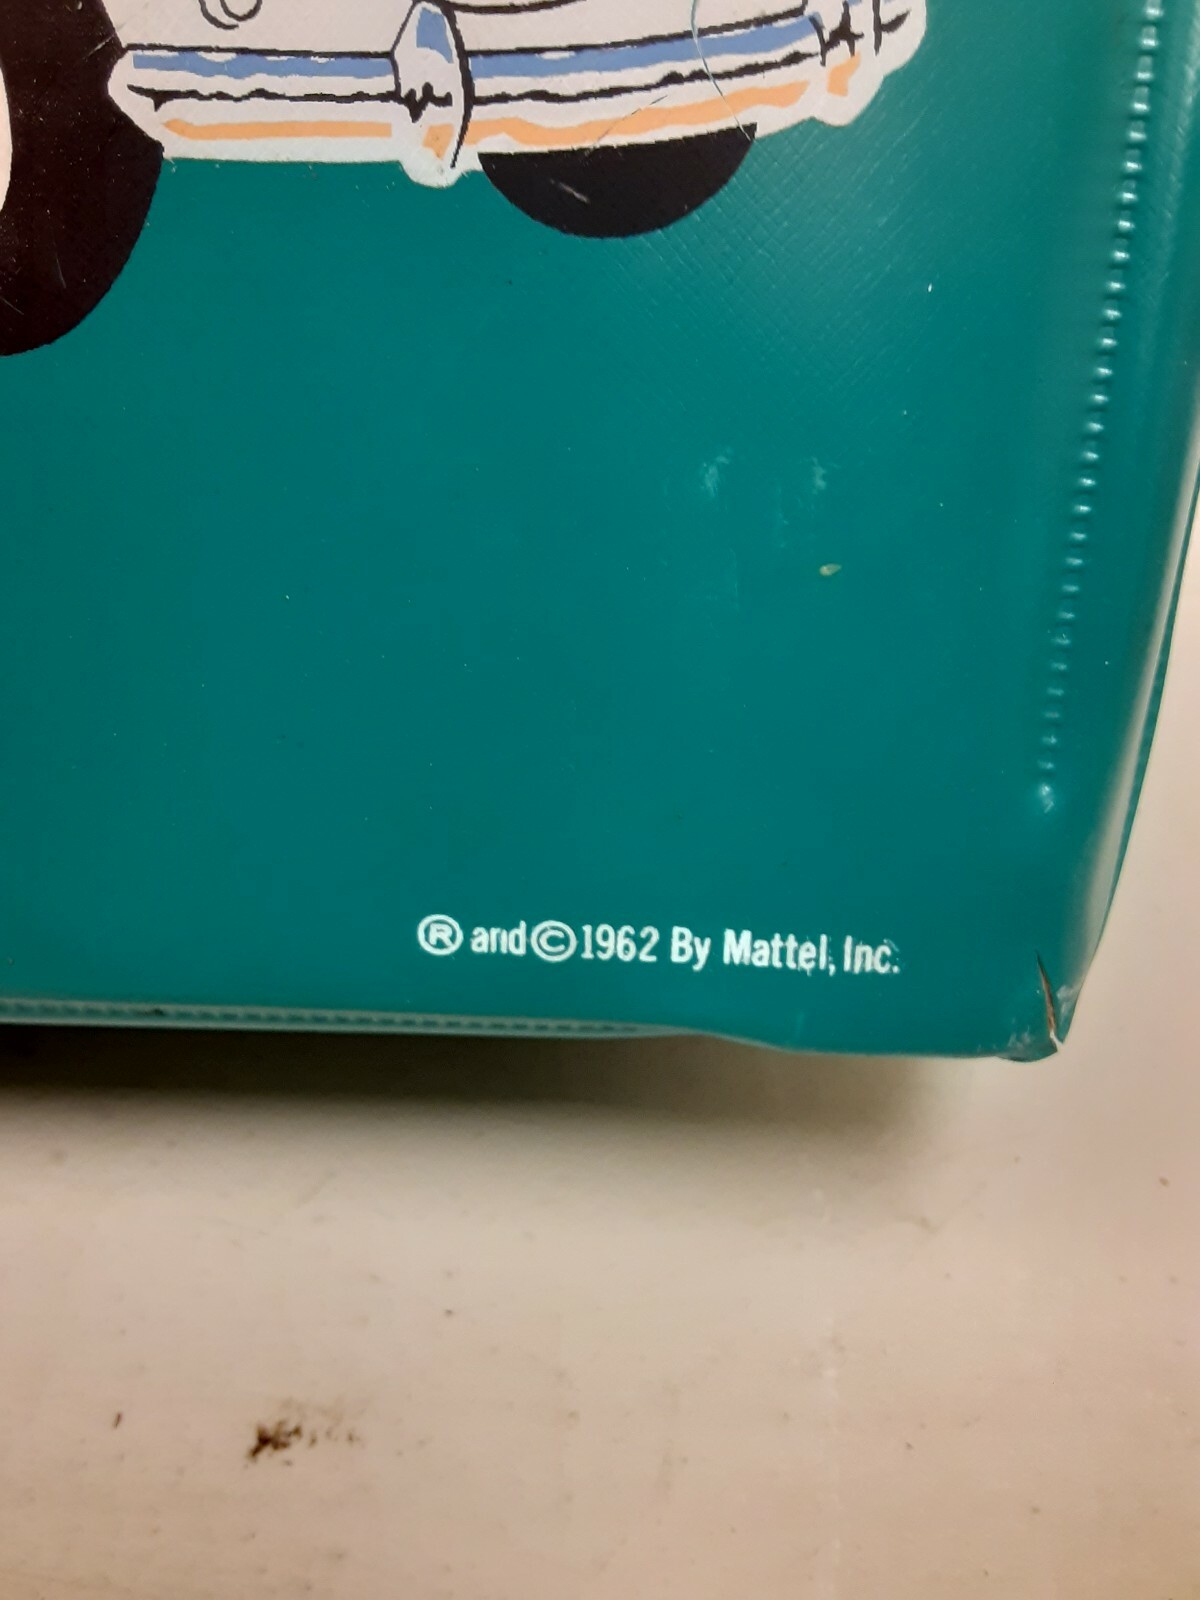 ® and ©1962 By Mattel, Inc.